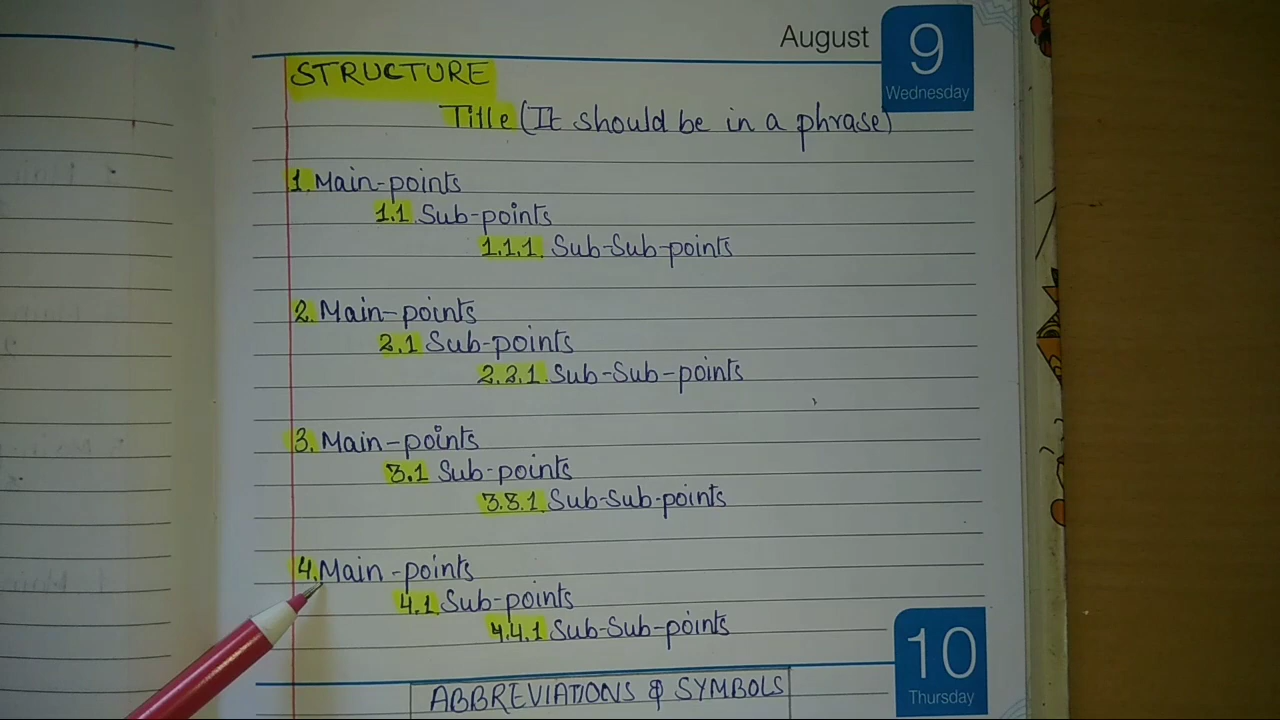 August 9
Wednesday
STRUCTURE
Title (It should be in a phrase)
1. Main-points
1.1 Sub-points
1.1.1. Sub-Sub-points
2. Main-points
2.1 Sub-points
2.2.1. Sub-Sub-points
3. Main-points
3.1 Sub-points
3.3.1. Sub-Sub-points
4. Main-points
4.1. Sub-points
4.4.1 Sub-Sub-points
10
Thursday
ABBREVIATIONS & SYMBOLS